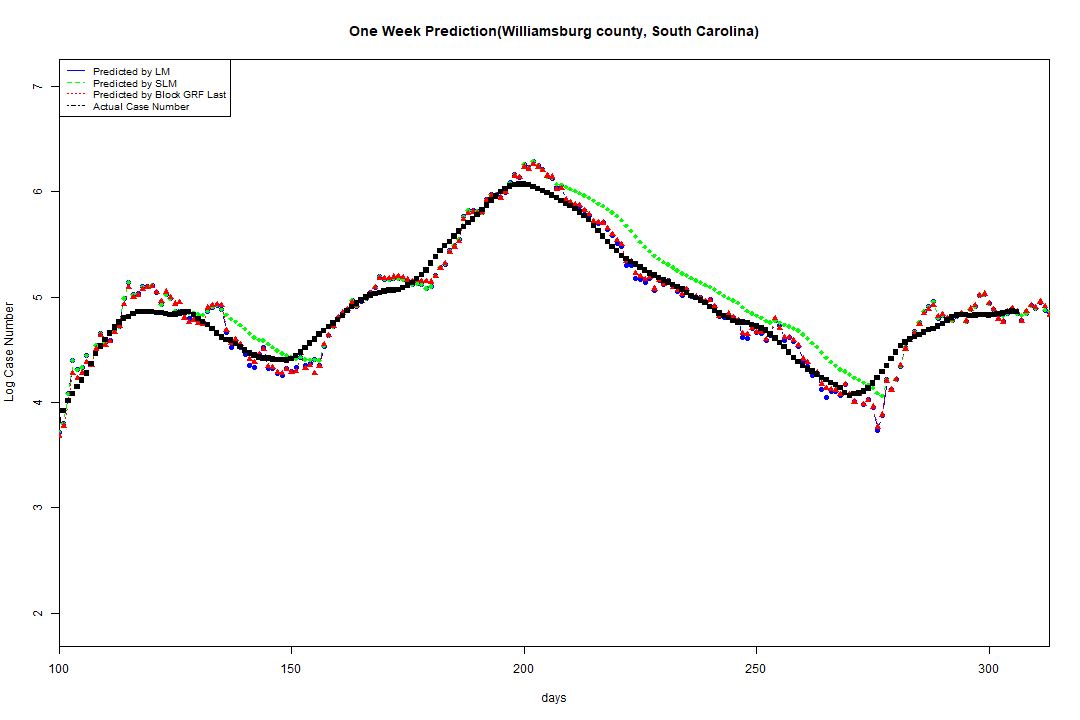 One Week Prediction(Williamsburg county, South Carolina)
Predicted by LM
Predicted by SLM
Predicted by Block GRF Last
Actual Case Number
7
6
5
4
3
2
Log Case Number
100 150 200 250 300
days